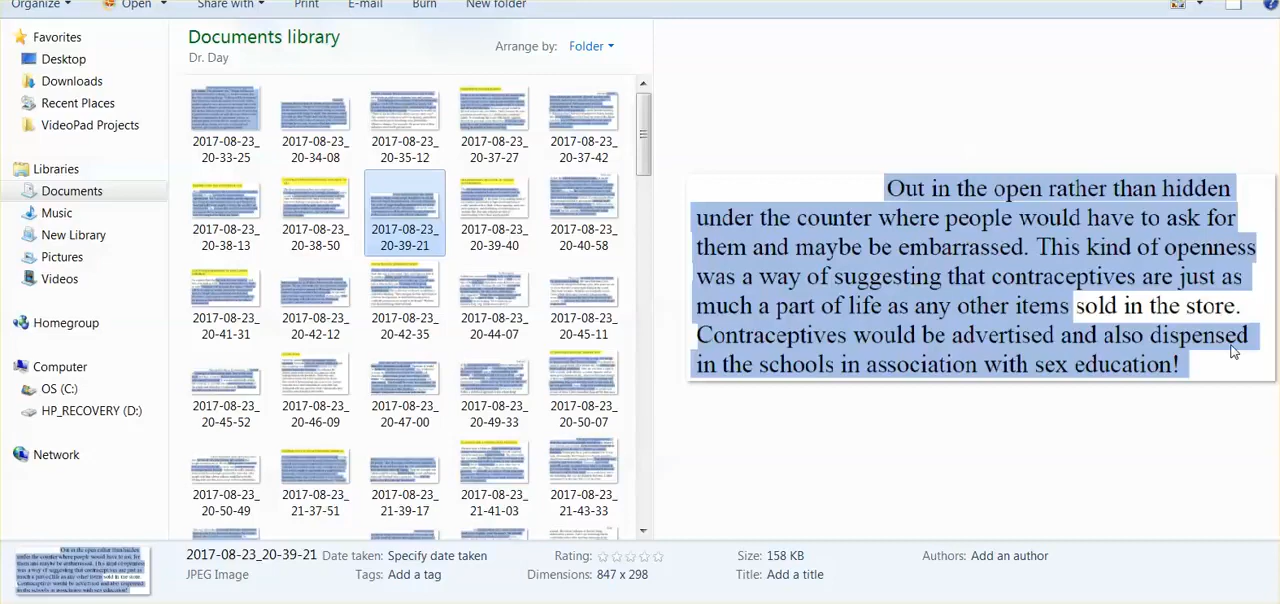 Organize
Open
Share with
Print
E-mail
Burn
New folder
Favorites
Desktop
Downloads
Recent Places
VideoPad Projects
Libraries
Documents
Music
New Library
Pictures
Videos
Homegroup
Computer
OS (C:)
HP_RECOVERY (D:)
Network
Documents library
Dr. Day
Arrange by: Folder
2017-08-23_
20-33-25
2017-08-23_
20-34-08
2017-08-23_
20-35-12
2017-08-23_
20-37-27
2017-08-23_
20-37-42
2017-08-23_
20-38-13
2017-08-23_
20-38-50
2017-08-23_
20-39-21
2017-08-23_
20-39-40
2017-08-23_
20-40-58
2017-08-23_
20-41-31
2017-08-23_
20-42-12
2017-08-23_
20-42-35
2017-08-23_
20-44-07
2017-08-23_
20-45-11
2017-08-23_
20-45-52
2017-08-23_
20-46-09
2017-08-23_
20-47-00
2017-08-23_
20-49-33
2017-08-23_
20-50-07
2017-08-23_
20-50-49
2017-08-23_
21-37-51
2017-08-23_
21-39-17
2017-08-23_
21-41-03
2017-08-23_
21-43-33
Out in the open rather than hidden
under the counter where people would have to ask for
them and maybe be embarrassed. This kind of openness
was a way of suggesting that contraceptives are just as
much a part of life as any other items sold in the store.
Contraceptives would be advertised and also dispensed
in the schools in association with sex education!
2017-08-23_20-39-21 Date taken: Specify date taken
Rating:
Size: 158 KB
Authors: Add an author
JPEG Image
Tags: Add a tag
Dimensions: 847 x 298
Title: Add a title